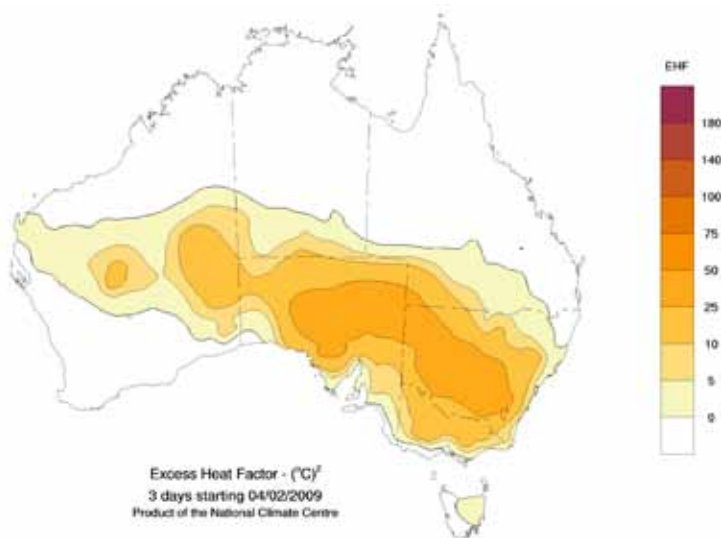 EHF
180
140
100
75
50
25
10
5
0
Excess Heat Factor - (°C)²
3 days starting 04/02/2009
Product of the National Climate Centre